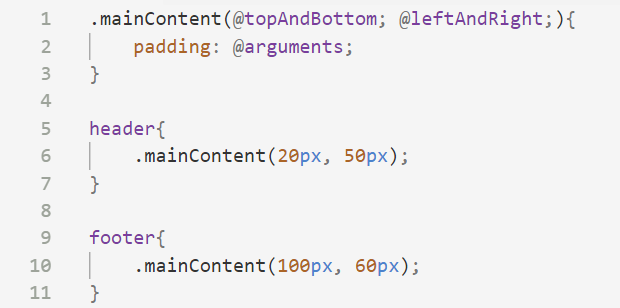 1 .mainContent(@topAndBottom; @leftAndRight;){
2 padding: @arguments;
3 }
4
5 header{
6 .mainContent(20px, 50px);
7 }
8
9 footer{
10 .mainContent(100px, 60px);
11 }